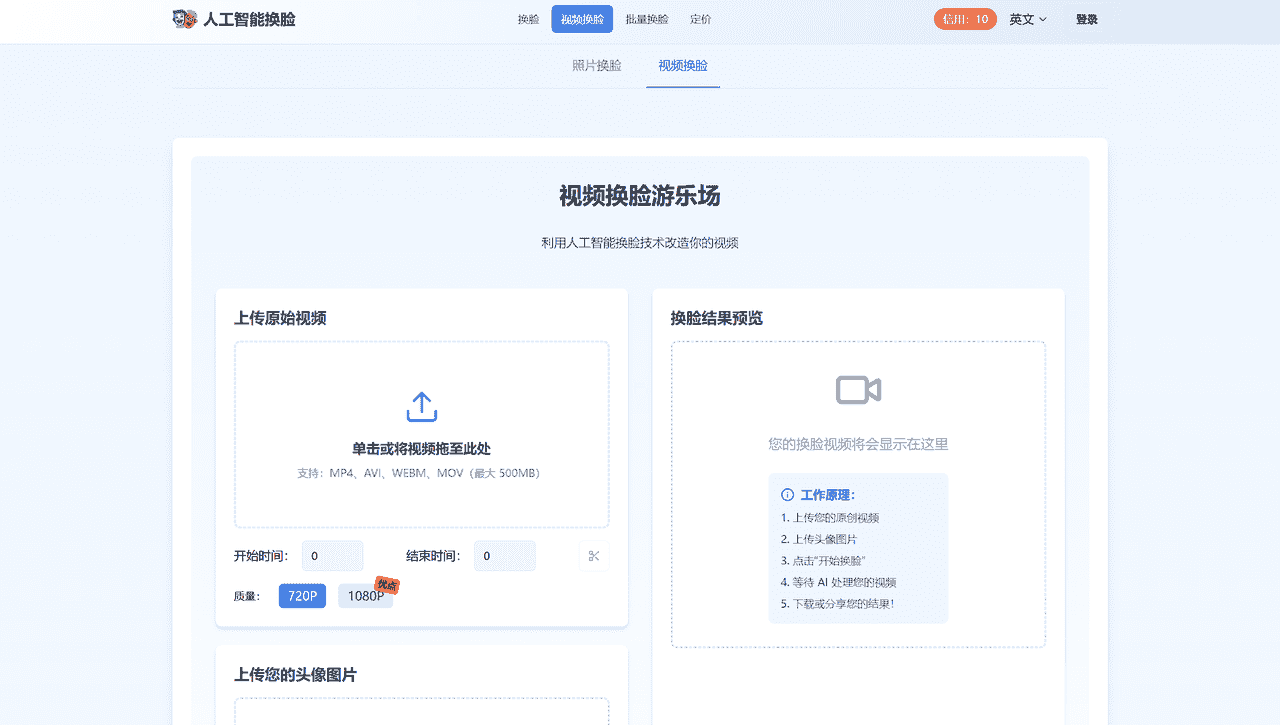 人工智能换脸
换脸
视频换脸
批量换脸
定价
信用：10
英文
登录
照片换脸
视频换脸
视频换脸游乐场
利用人工智能换脸技术改造你的视频
上传原始视频
单击或将视频拖至此处
支持：MP4、AVI、WEBM、MOV（最大 500MB）
开始时间： 0
结束时间： 0
质量： 720P 1080P 优点
上传您的头像图片
换脸结果预览
您的换脸视频将会显示在这里
工作原理：
1. 上传您的原创视频
2. 上传头像图片
3. 点击“开始换脸”
4. 等待 AI 处理您的视频
5. 下载或分享您的结果！